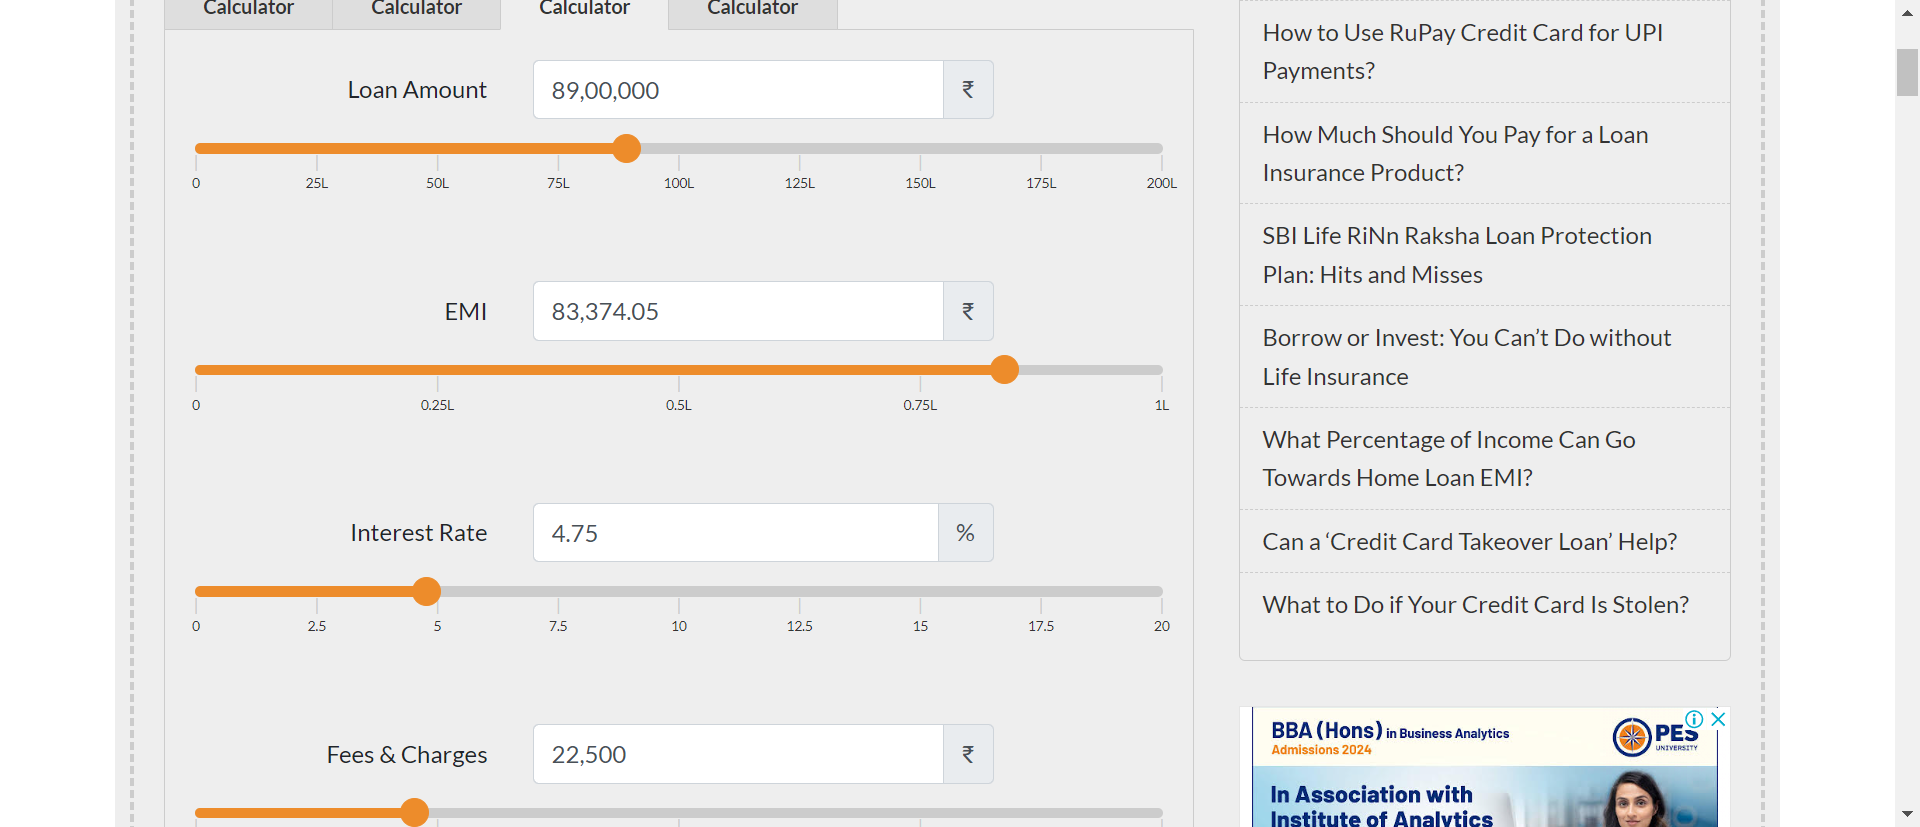 Calculator
Calculator
Calculator
Calculator
Loan Amount
89,00,000
₹
0
25L
50L
75L
100L
125L
150L
175L
200L
EMI
83,374.05
₹
0
0.25L
0.5L
0.75L
1L
Interest Rate
4.75
%
0
2.5
5
7.5
10
12.5
15
17.5
20
Fees & Charges
22,500
₹
How to Use RuPay Credit Card for UPI
Payments?
How Much Should You Pay for a Loan
Insurance Product?
SBI Life RiNn Raksha Loan Protection
Plan: Hits and Misses
Borrow or Invest: You Can’t Do without
Life Insurance
What Percentage of Income Can Go
Towards Home Loan EMI?
Can a ‘Credit Card Takeover Loan’ Help?
What to Do if Your Credit Card Is Stolen?
BBA (Hons) in Business Analytics
Admissions 2024
PES
UNIVERSITY
In Association with
Institute of Analytics